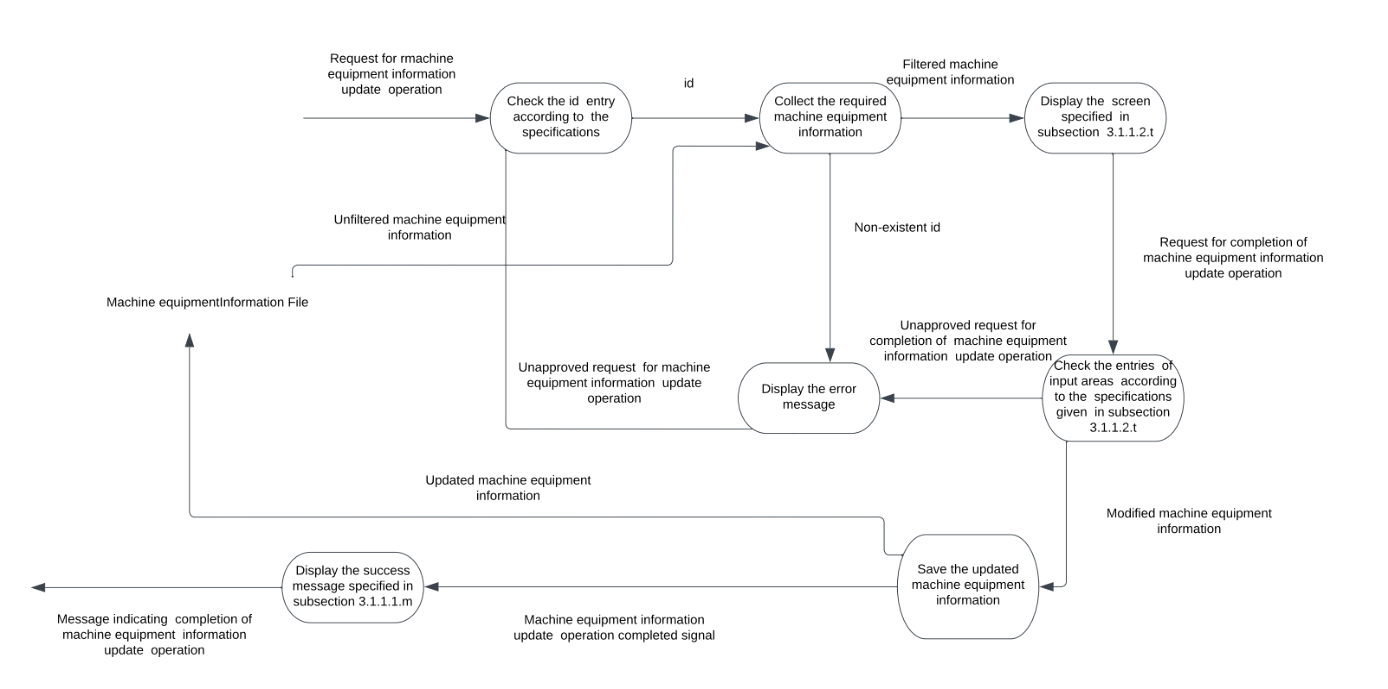 Request for rmachine
equipment information
update operation
Check the id entry
according to the
specifications
id
Collect the required
machine equipment
information
Filtered machine
equipment information
Display the screen
specified in
subsection 3.1.1.2.t
Unfiltered machine equipment
information
Non-existent id
Request for completion of
machine equipment information
update operation
Machine equipmentInformation File
Unapproved request for
completion of machine equipment
information update operation
Unapproved request for machine
equipment information update
operation
Display the error
message
Check the entries of
input areas according
to the specifications
given in subsection
3.1.1.2.t
Updated machine equipment
information
Modified machine equipment
information
Display the success
message specified in
subsection 3.1.1.1.m
Save the updated
machine equipment
information
Message indicating completion of
machine equipment information
update operation
Machine equipment information
update operation completed signal